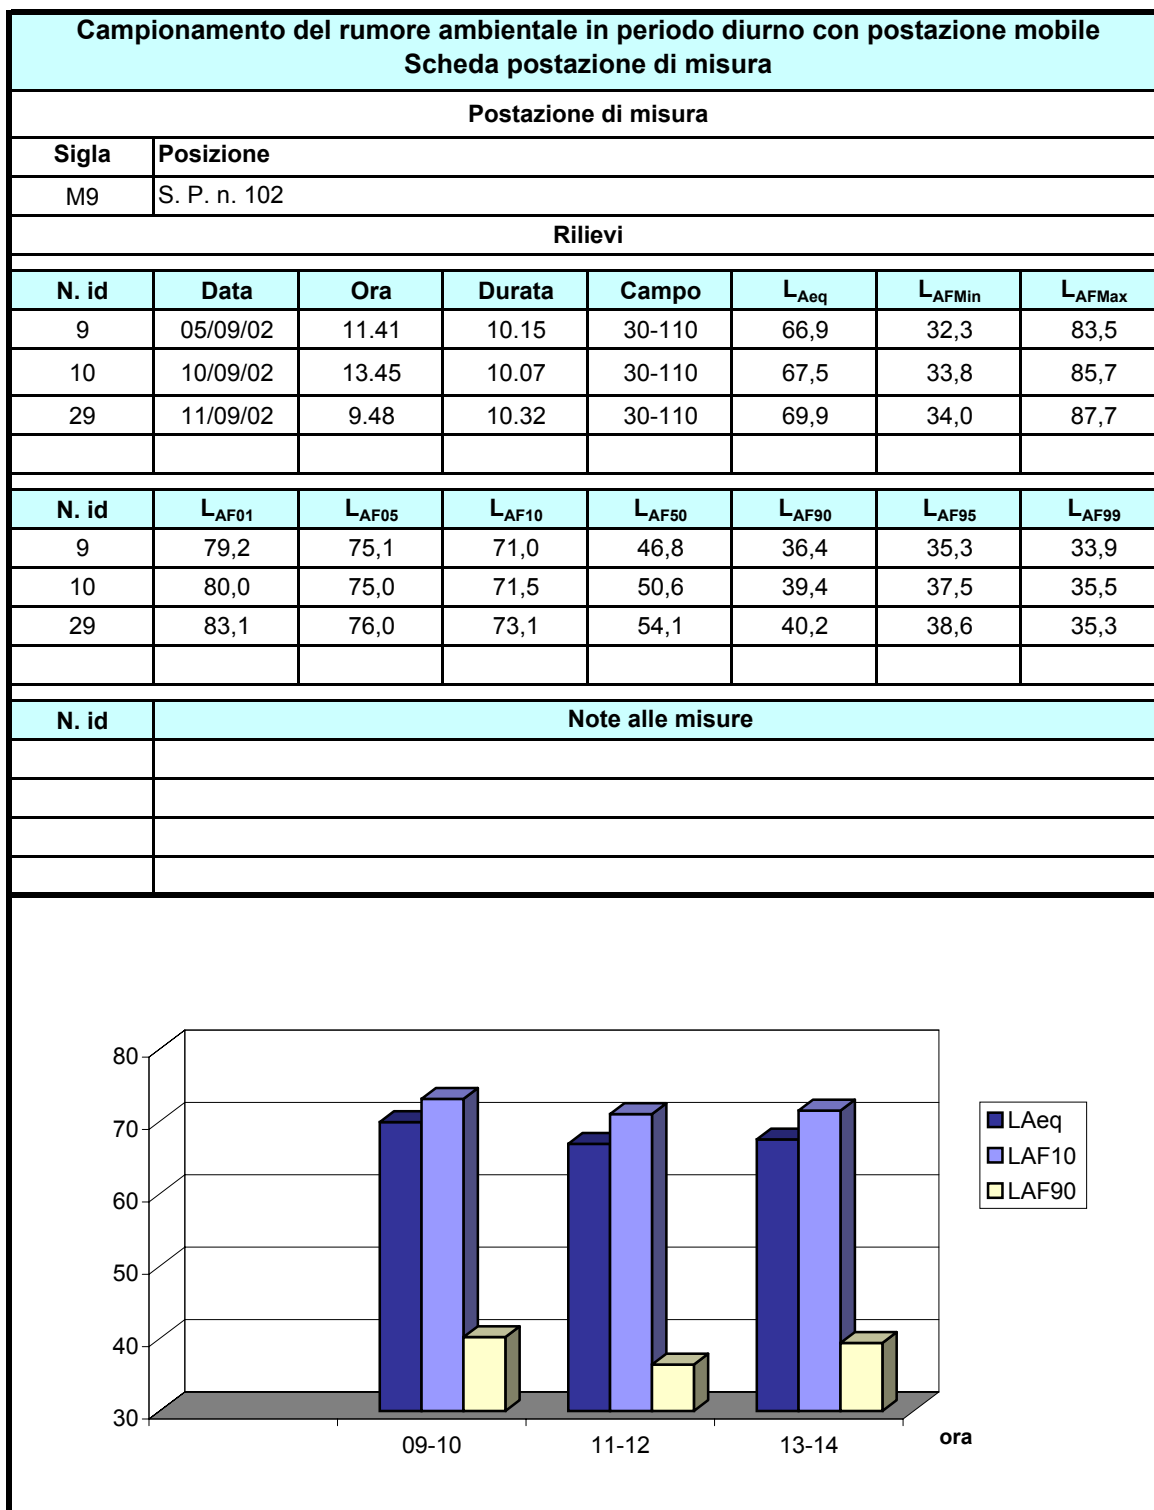 Campionamento del rumore ambientale in periodo diurno con postazione mobile
Scheda postazione di misura
Postazione di misura
Sigla Posizione
M9 S. P. n. 102
Rilievi
N. id Data Ora Durata Campo LAeq LAFMin LAFMax
9 05/09/02 11.41 10.15 30-110 66,9 32,3 83,5
10 10/09/02 13.45 10.07 30-110 67,5 33,8 85,7
29 11/09/02 9.48 10.32 30-110 69,9 34,0 87,7
N. id LAF01 LAF05 LAF10 LAF50 LAF90 LAF95 LAF99
9 79,2 75,1 71,0 46,8 36,4 35,3 33,9
10 80,0 75,0 71,5 50,6 39,4 37,5 35,5
29 83,1 76,0 73,1 54,1 40,2 38,6 35,3
N. id Note alle misure
80
70
60
50
40
30
09-10 11-12 13-14 ora
LAeq
LAF10
LAF90